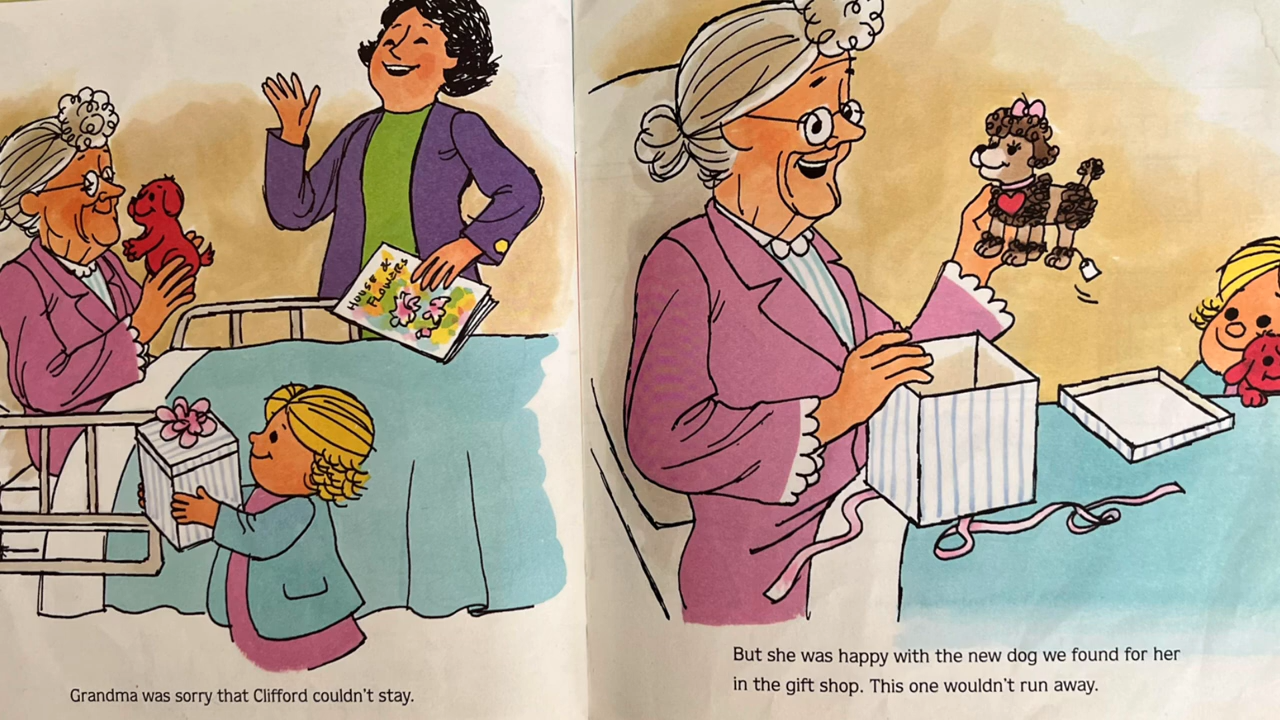 HOUSE &
FLOWERS
Grandma was sorry that Clifford couldn't stay.
But she was happy with the new dog we found for her
in the gift shop. This one wouldn't run away.